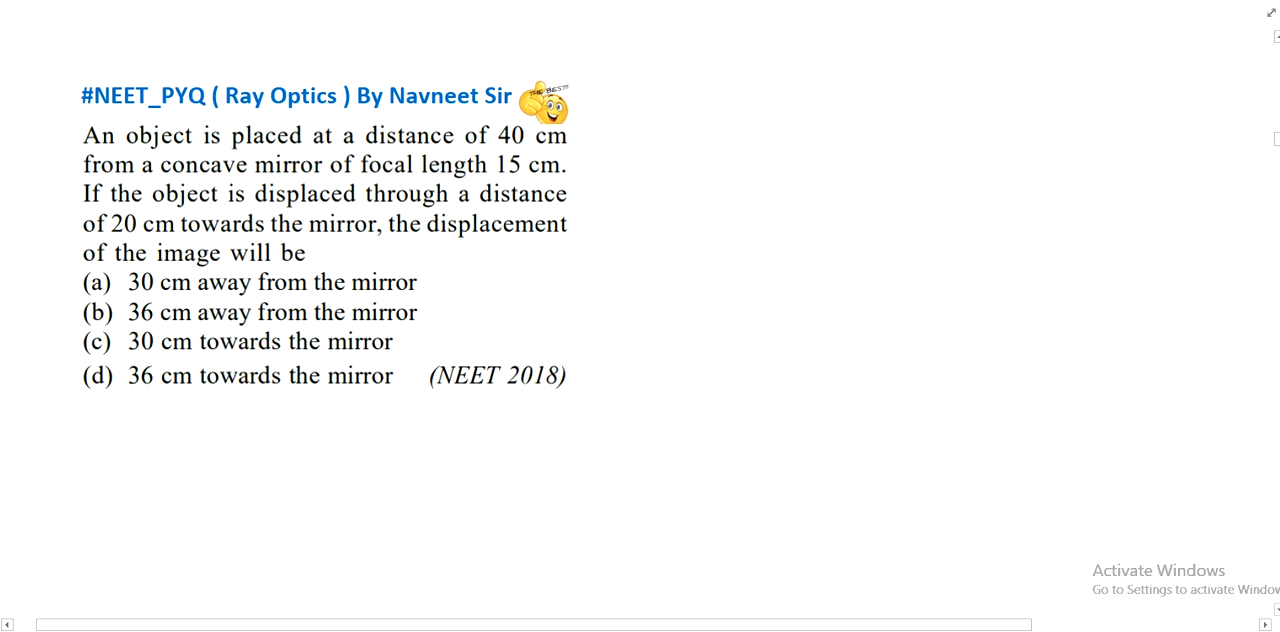 #NEET_PYQ ( Ray Optics ) By Navneet Sir
THE BEST!!
An object is placed at a distance of 40 cm
from a concave mirror of focal length 15 cm.
If the object is displaced through a distance
of 20 cm towards the mirror, the displacement
of the image will be
(a) 30 cm away from the mirror
(b) 36 cm away from the mirror
(c) 30 cm towards the mirror
(d) 36 cm towards the mirror (NEET 2018)
Activate Windows
Go to Settings to activate Window